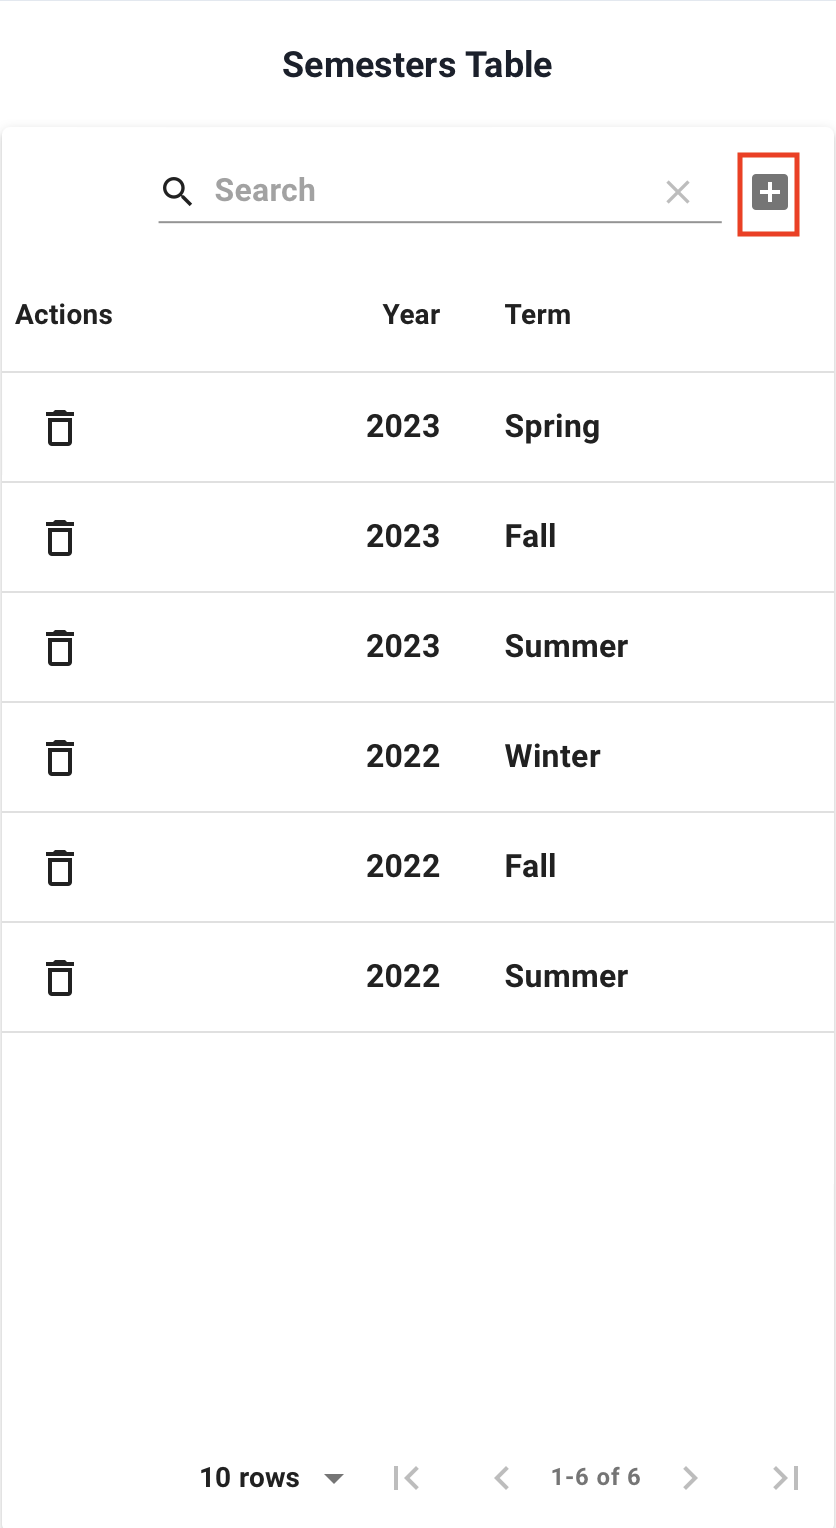 Semesters Table
Search
Actions Year Term
2023 Spring
2023 Fall
2023 Summer
2022 Winter
2022 Fall
2022 Summer
10 rows 1-6 of 6